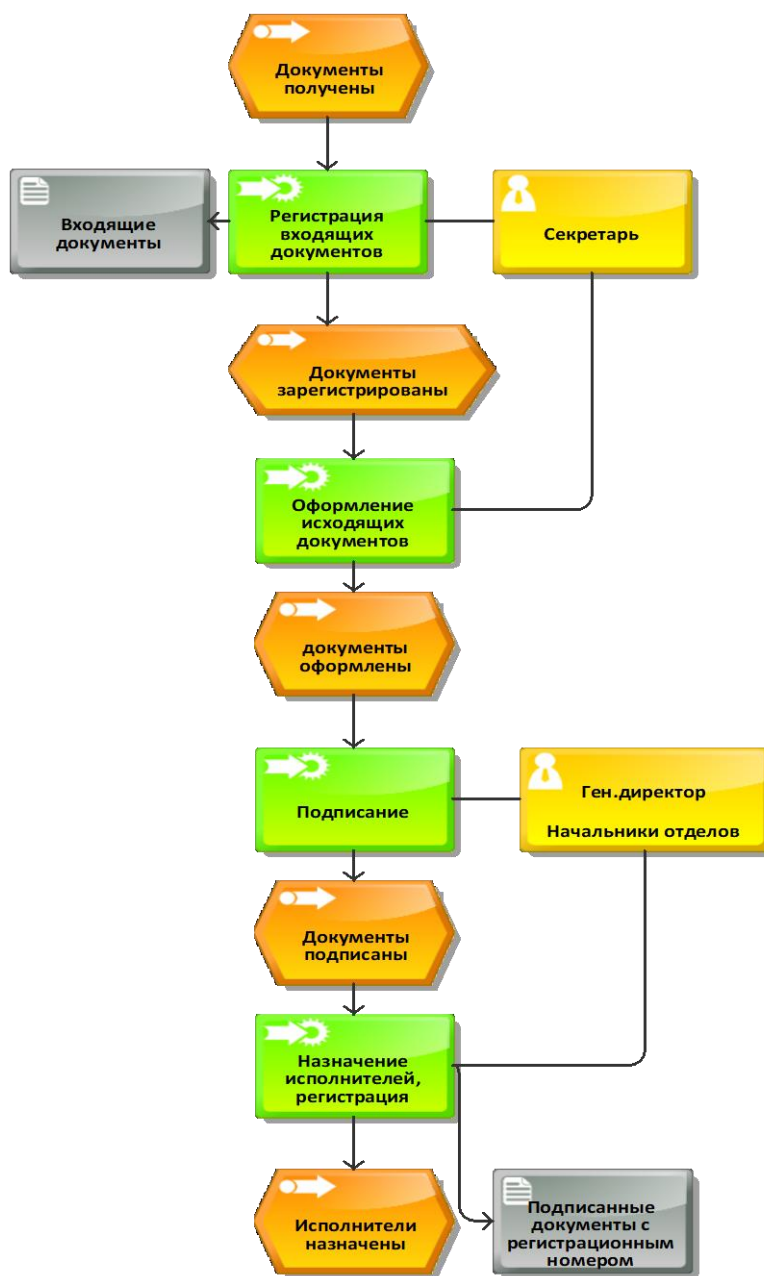 Документы
получены
Входящие
документы
Регистрация
входящих
документов
Секретарь
Документы
зарегистрированы
Оформление
исходящих
документов
документы
оформлены
Подписание
Ген.директор
Начальники отделов
Документы
подписаны
Назначение
исполнителей,
регистрация
Исполнители
назначены
Подписанные
документы с
регистрационным
номером